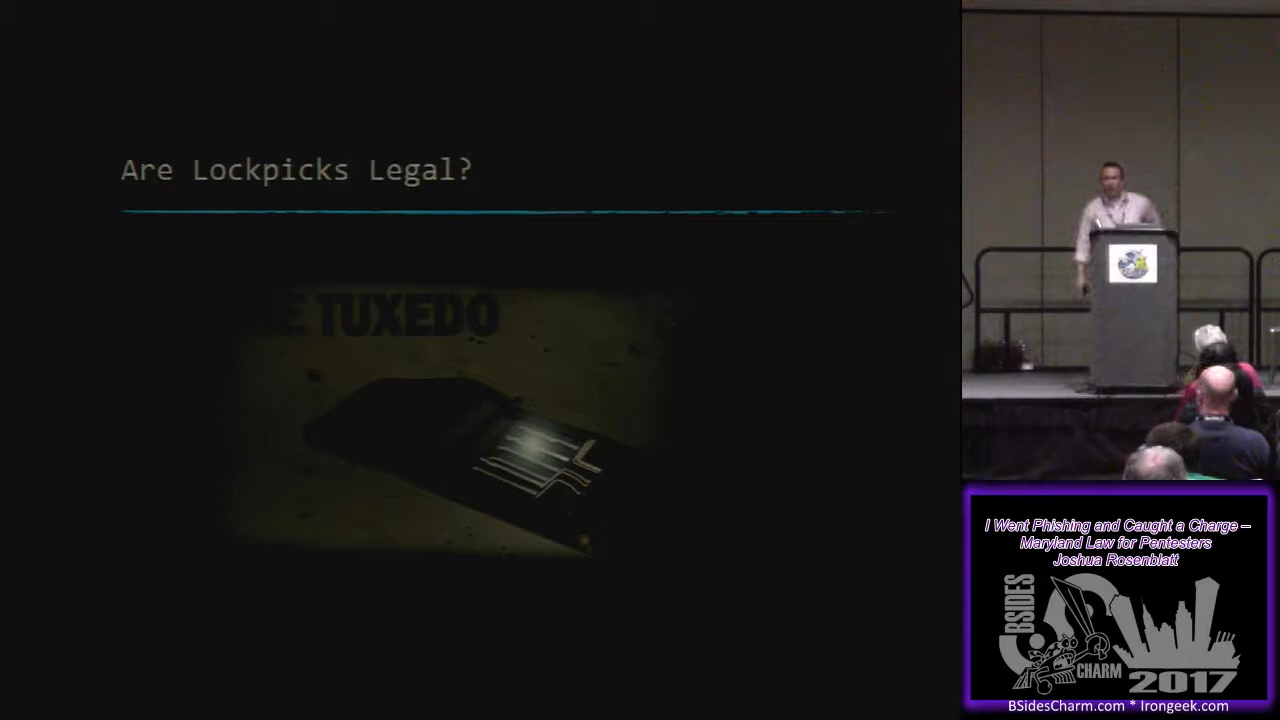 Are Lockpicks Legal?
E TUXEDO
I Went Phishing and Caught a Charge –
Maryland Law for Pentesters
Joshua Rosenblatt
BSIDES
CHARM
2017
BSidesCharm.com * Irongeek.com